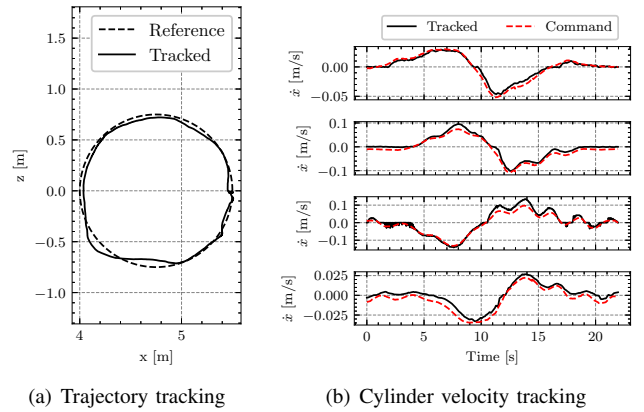 Reference
Tracked
1.5
1.0
0.5
0.0
−0.5
−1.0
z [m]
4
5
x [m]
(a) Trajectory tracking
Tracked
Command
0.00
−0.05
ẋ [m/s]
0.1
0.0
−0.1
ẋ [m/s]
0.1
0.0
−0.1
ẋ [m/s]
0.025
0.000
−0.025
ẋ [m/s]
0
5
10
15
20
Time [s]
(b) Cylinder velocity tracking